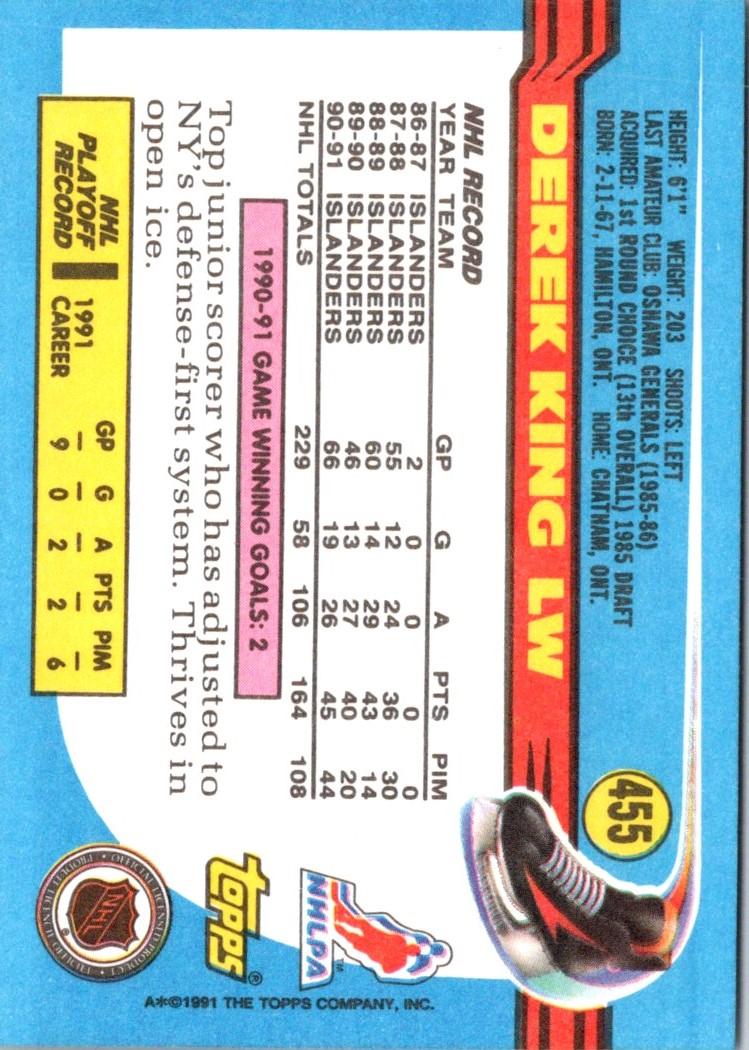 455
HEIGHT: 6'1" WEIGHT: 203 SHOOTS: LEFT
LAST AMATEUR CLUB: OSHAWA GENERALS (1985-86)
ACQUIRED: 1st ROUND CHOICE (13th OVERALL) 1985 DRAFT
BORN: 2-11-67, HAMILTON, ONT. HOME: CHATHAM, ONT.
DEREK KING LW
NHL RECORD
YEAR TEAM GP G A PTS PIM
86-87 ISLANDERS 2 0 0 0 0
87-88 ISLANDERS 55 12 24 36 30
88-89 ISLANDERS 60 14 29 43 14
89-90 ISLANDERS 46 13 27 40 20
90-91 ISLANDERS 66 19 26 45 44
NHL TOTALS 229 58 106 164 108
1990-91 GAME WINNING GOALS: 2
Top junior scorer who has adjusted to
NY's defense-first system. Thrives in
open ice.
NHL
PLAYOFF
RECORD
GP G A PTS PIM
1991 – – – – –
CAREER 9 0 2 2 6
NHLPA
TM
TOPPS®
NHL
®
OFFICIAL LICENSED PRODUCT
A*©1991 THE TOPPS COMPANY, INC.